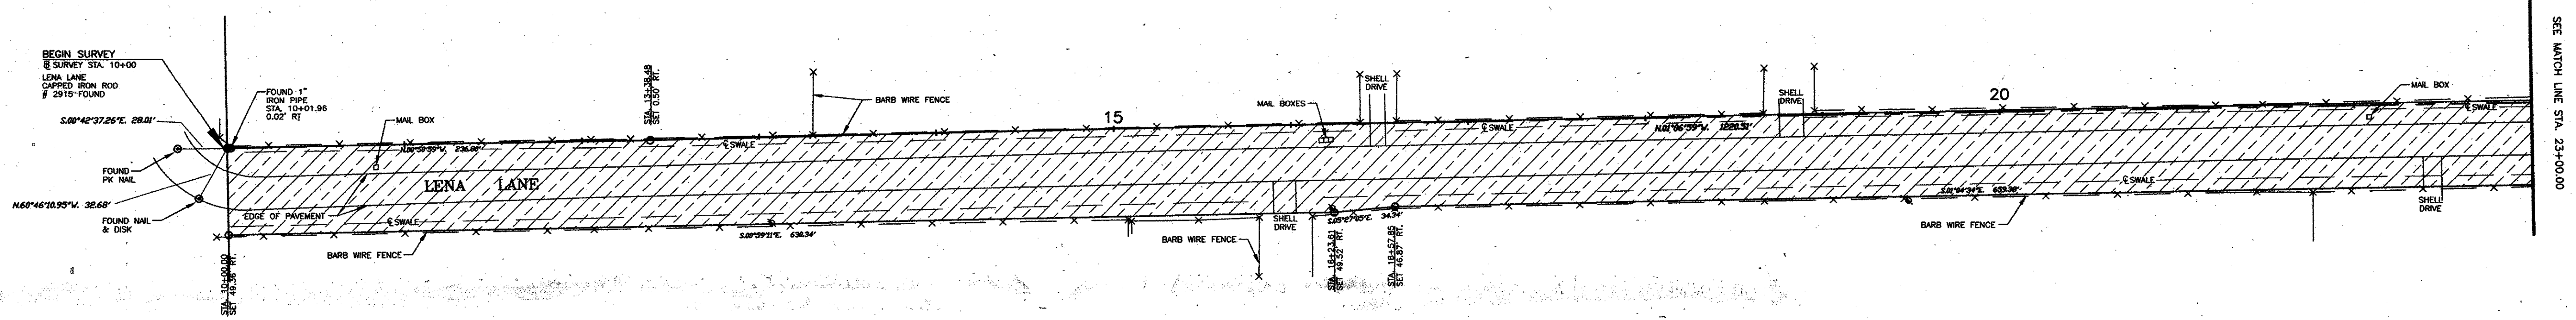 BEGIN SURVEY
℄ SURVEY STA. 10+00
LENA LANE
CAPPED IRON ROD
# 2915 FOUND
S.00°42'37.26"E. 28.01'
FOUND
PK NAIL
N.60°46'10.95"W. 32.68'
FOUND NAIL
& DISK
FOUND 1"
IRON PIPE
STA. 10+01.96
0.02' RT
MAIL BOX
LENA LANE
EDGE OF PAVEMENT
℄ SWALE
BARB WIRE FENCE
STA. 10+00.00
SET 49.36' RT.
STA. 13+38.48
SET 0.50' RT.
℄ SWALE
BARB WIRE FENCE
S.00°59'11"E. 630.34'
15
MAIL BOXES
SHELL
DRIVE
BARB WIRE FENCE
SHELL
DRIVE
STA. 16+23.61
SET 49.52' RT.
S.05°27'05"E. 34.34'
STA. 16+57.85
SET 46.87' RT.
℄ SWALE
N.01°06'59"W. 1220.51'
SHELL
DRIVE
20
S.01°04'34"E. 659.38'
BARB WIRE FENCE
℄ SWALE
MAIL BOX
℄ SWALE
SHELL
DRIVE
SEE MATCH LINE STA. 23+00.00